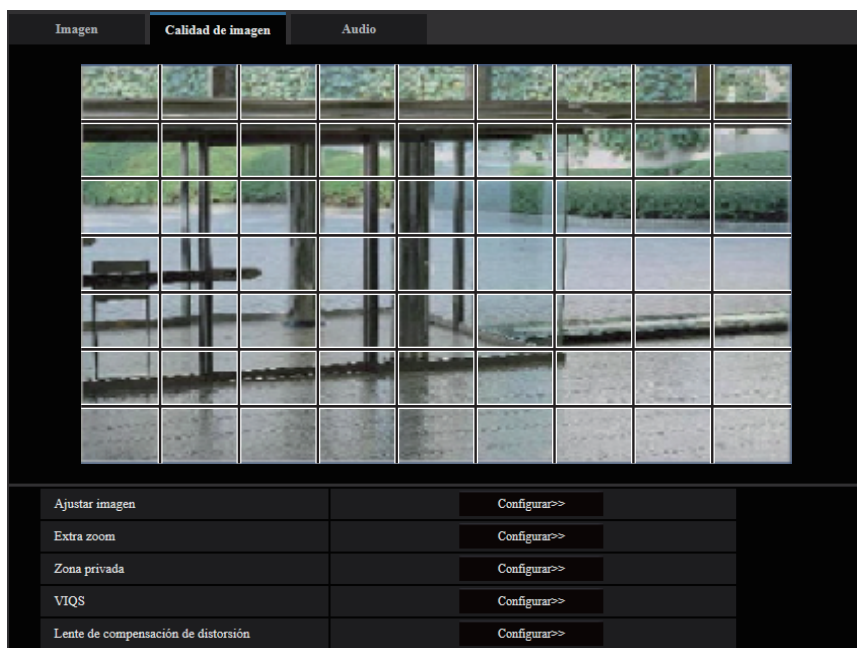 Imagen Calidad de imagen Audio
Ajustar imagen Configurar>>
Extra zoom Configurar>>
Zona privada Configurar>>
VIQS Configurar>>
Lente de compensación de distorsión Configurar>>